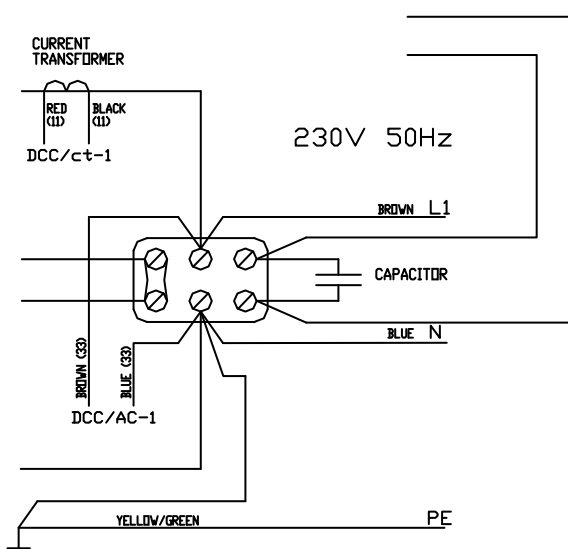 CURRENT
TRANSFORMER
RED
(11)
BLACK
(11)
DCC/ct-1
230V 50Hz
BROWN L1
CAPACITOR
BLUE N
BROWN (33)
BLUE (33)
DCC/AC-1
YELLOW/GREEN
PE